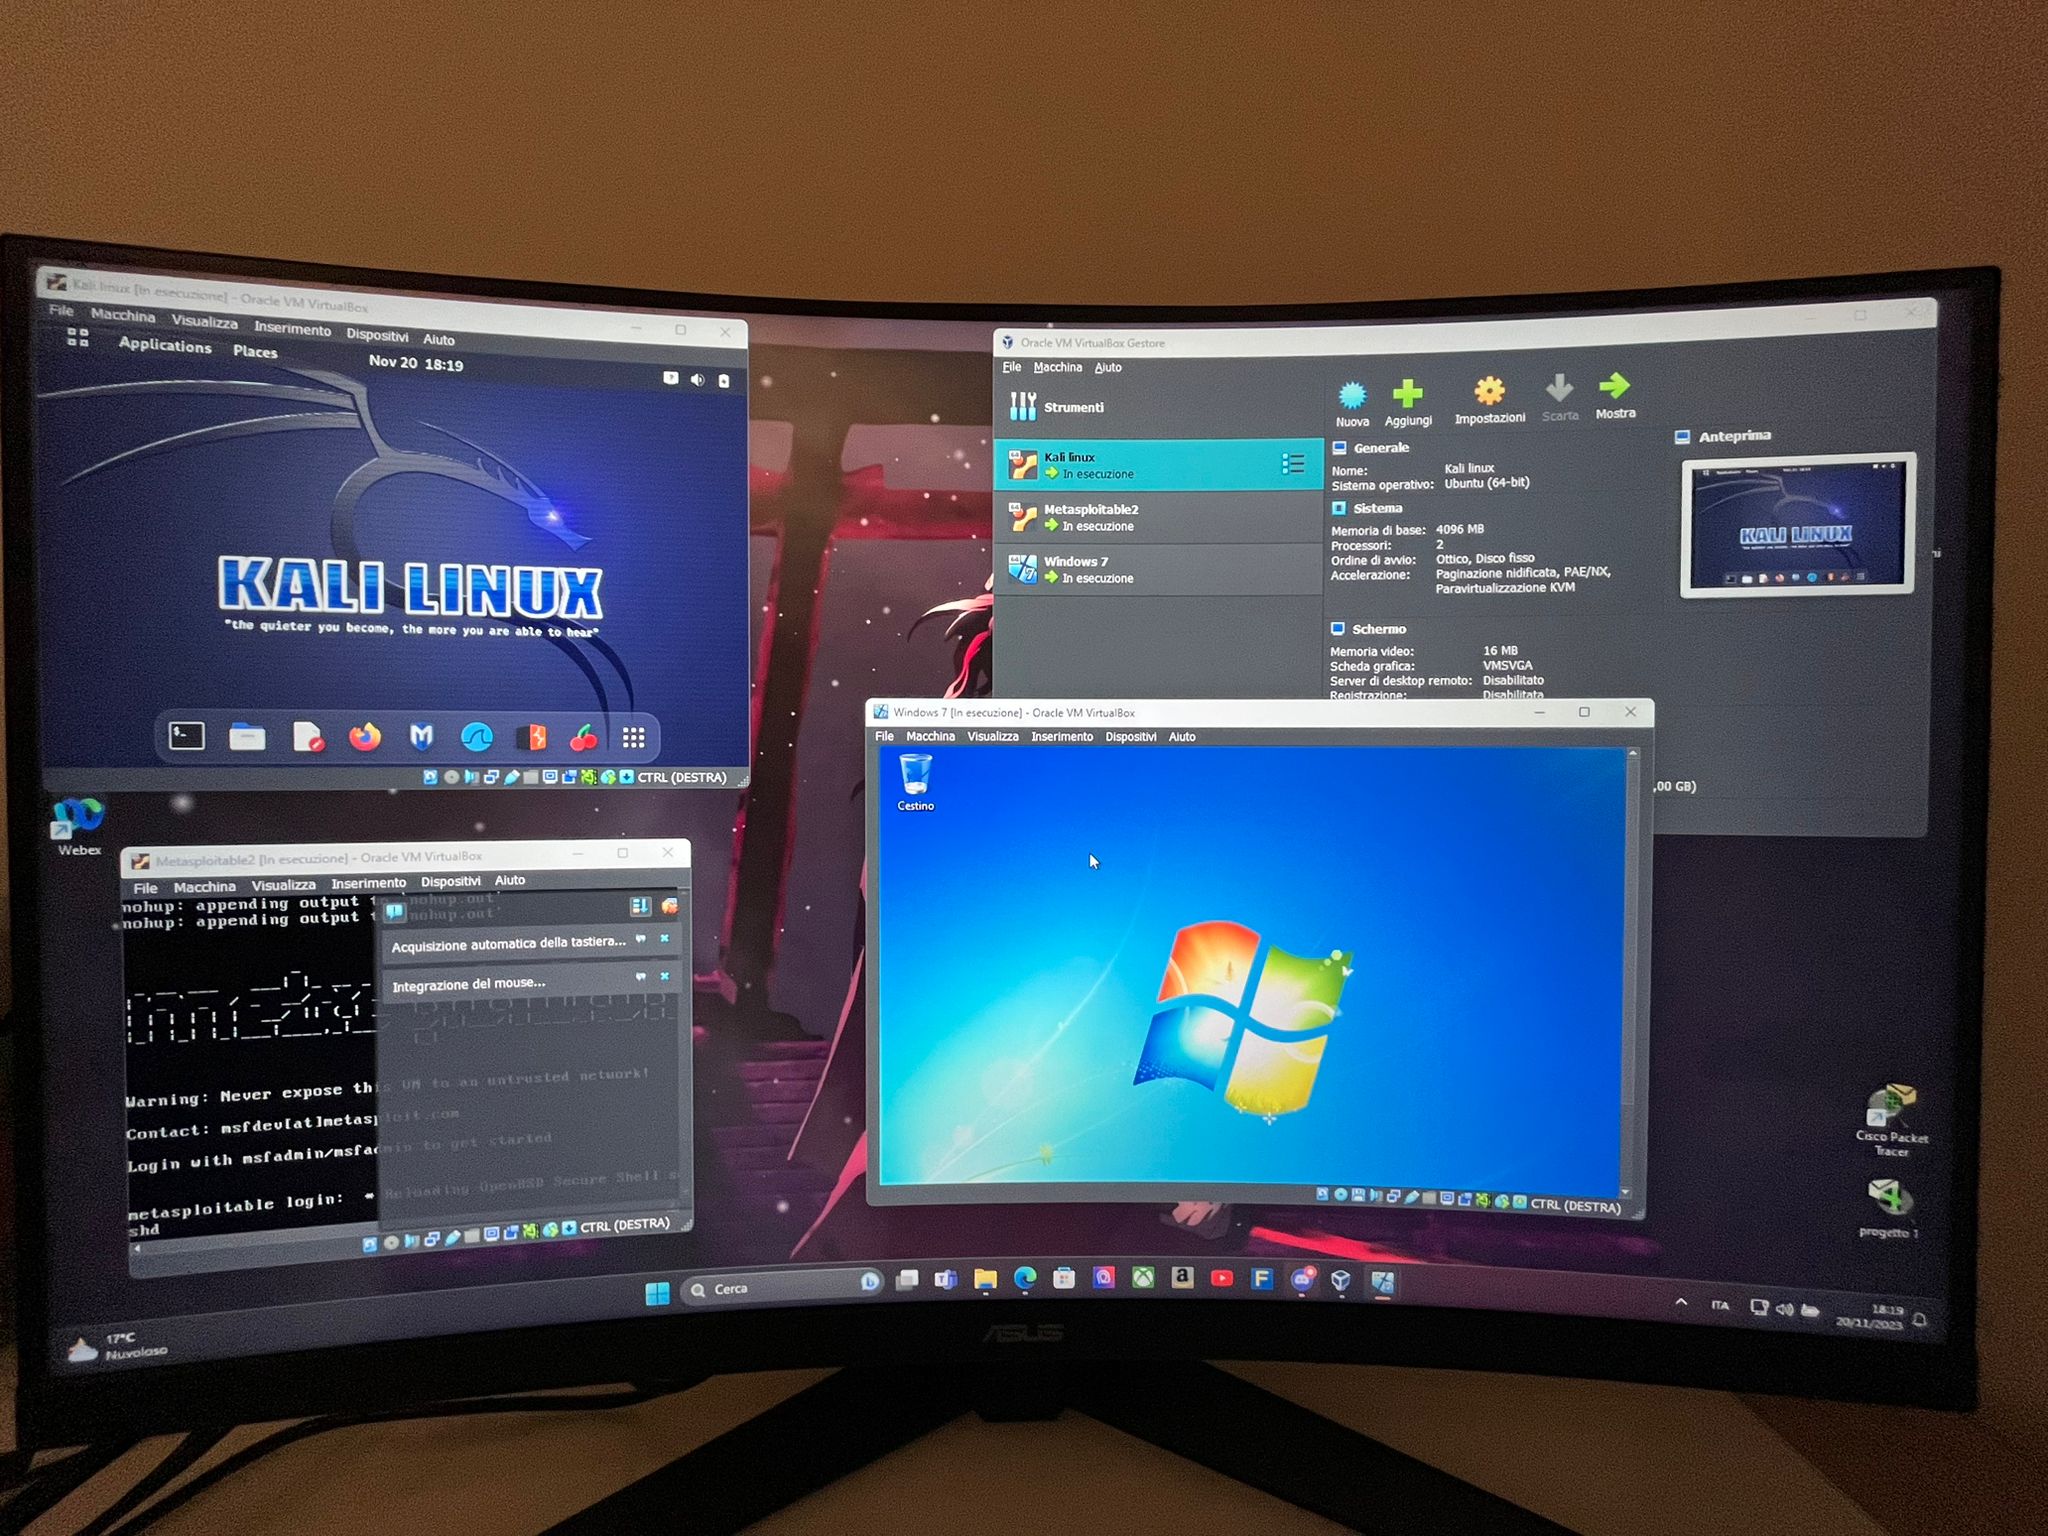 Kali linux [In esecuzione] - Oracle VM VirtualBox
File Macchina Visualizza Inserimento Dispositivi Aiuto
Applications Places
Nov 20 18:19
KALI LINUX
"the quieter you become, the more you are able to hear"
CTRL (DESTRA)
Webex
Metasploitable2 [In esecuzione] - Oracle VM VirtualBox
File Macchina Visualizza Inserimento Dispositivi Aiuto
nohup: appending output to `nohup.out'
nohup: appending output to `nohup.out'
Acquisizione automatica della tastiera...
Integrazione del mouse...
Warning: Never expose this VM to an untrusted network!
Contact: msfdev[at]metasploit.com
Login with msfadmin/msfadmin to get started
metasploitable login: * Reloading OpenBSD Secure Shell s
shd
CTRL (DESTRA)
Oracle VM VirtualBox Gestore
File Macchina Aiuto
Strumenti
Kali linux
In esecuzione
Metasploitable2
In esecuzione
Windows 7
In esecuzione
Nuova Aggiungi Impostazioni Scarta Mostra
Generale
Nome: Kali linux
Sistema operativo: Ubuntu (64-bit)
Sistema
Memoria di base: 4096 MB
Processori: 2
Ordine di avvio: Ottico, Disco fisso
Accelerazione: Paginazione nidificata, PAE/NX,
Paravirtualizzazione KVM
Schermo
Memoria video: 16 MB
Scheda grafica: VMSVGA
Server di desktop remoto: Disabilitato
Registrazione: Disabilitata
,00 GB)
Anteprima
KALI LINUX
Windows 7 [In esecuzione] - Oracle VM VirtualBox
File Macchina Visualizza Inserimento Dispositivi Aiuto
Cestino
CTRL (DESTRA)
Cisco Packet
Tracer
progetto 1
17°C
Nuvoloso
Cerca
ITA
18:19
20/11/2023
ASUS